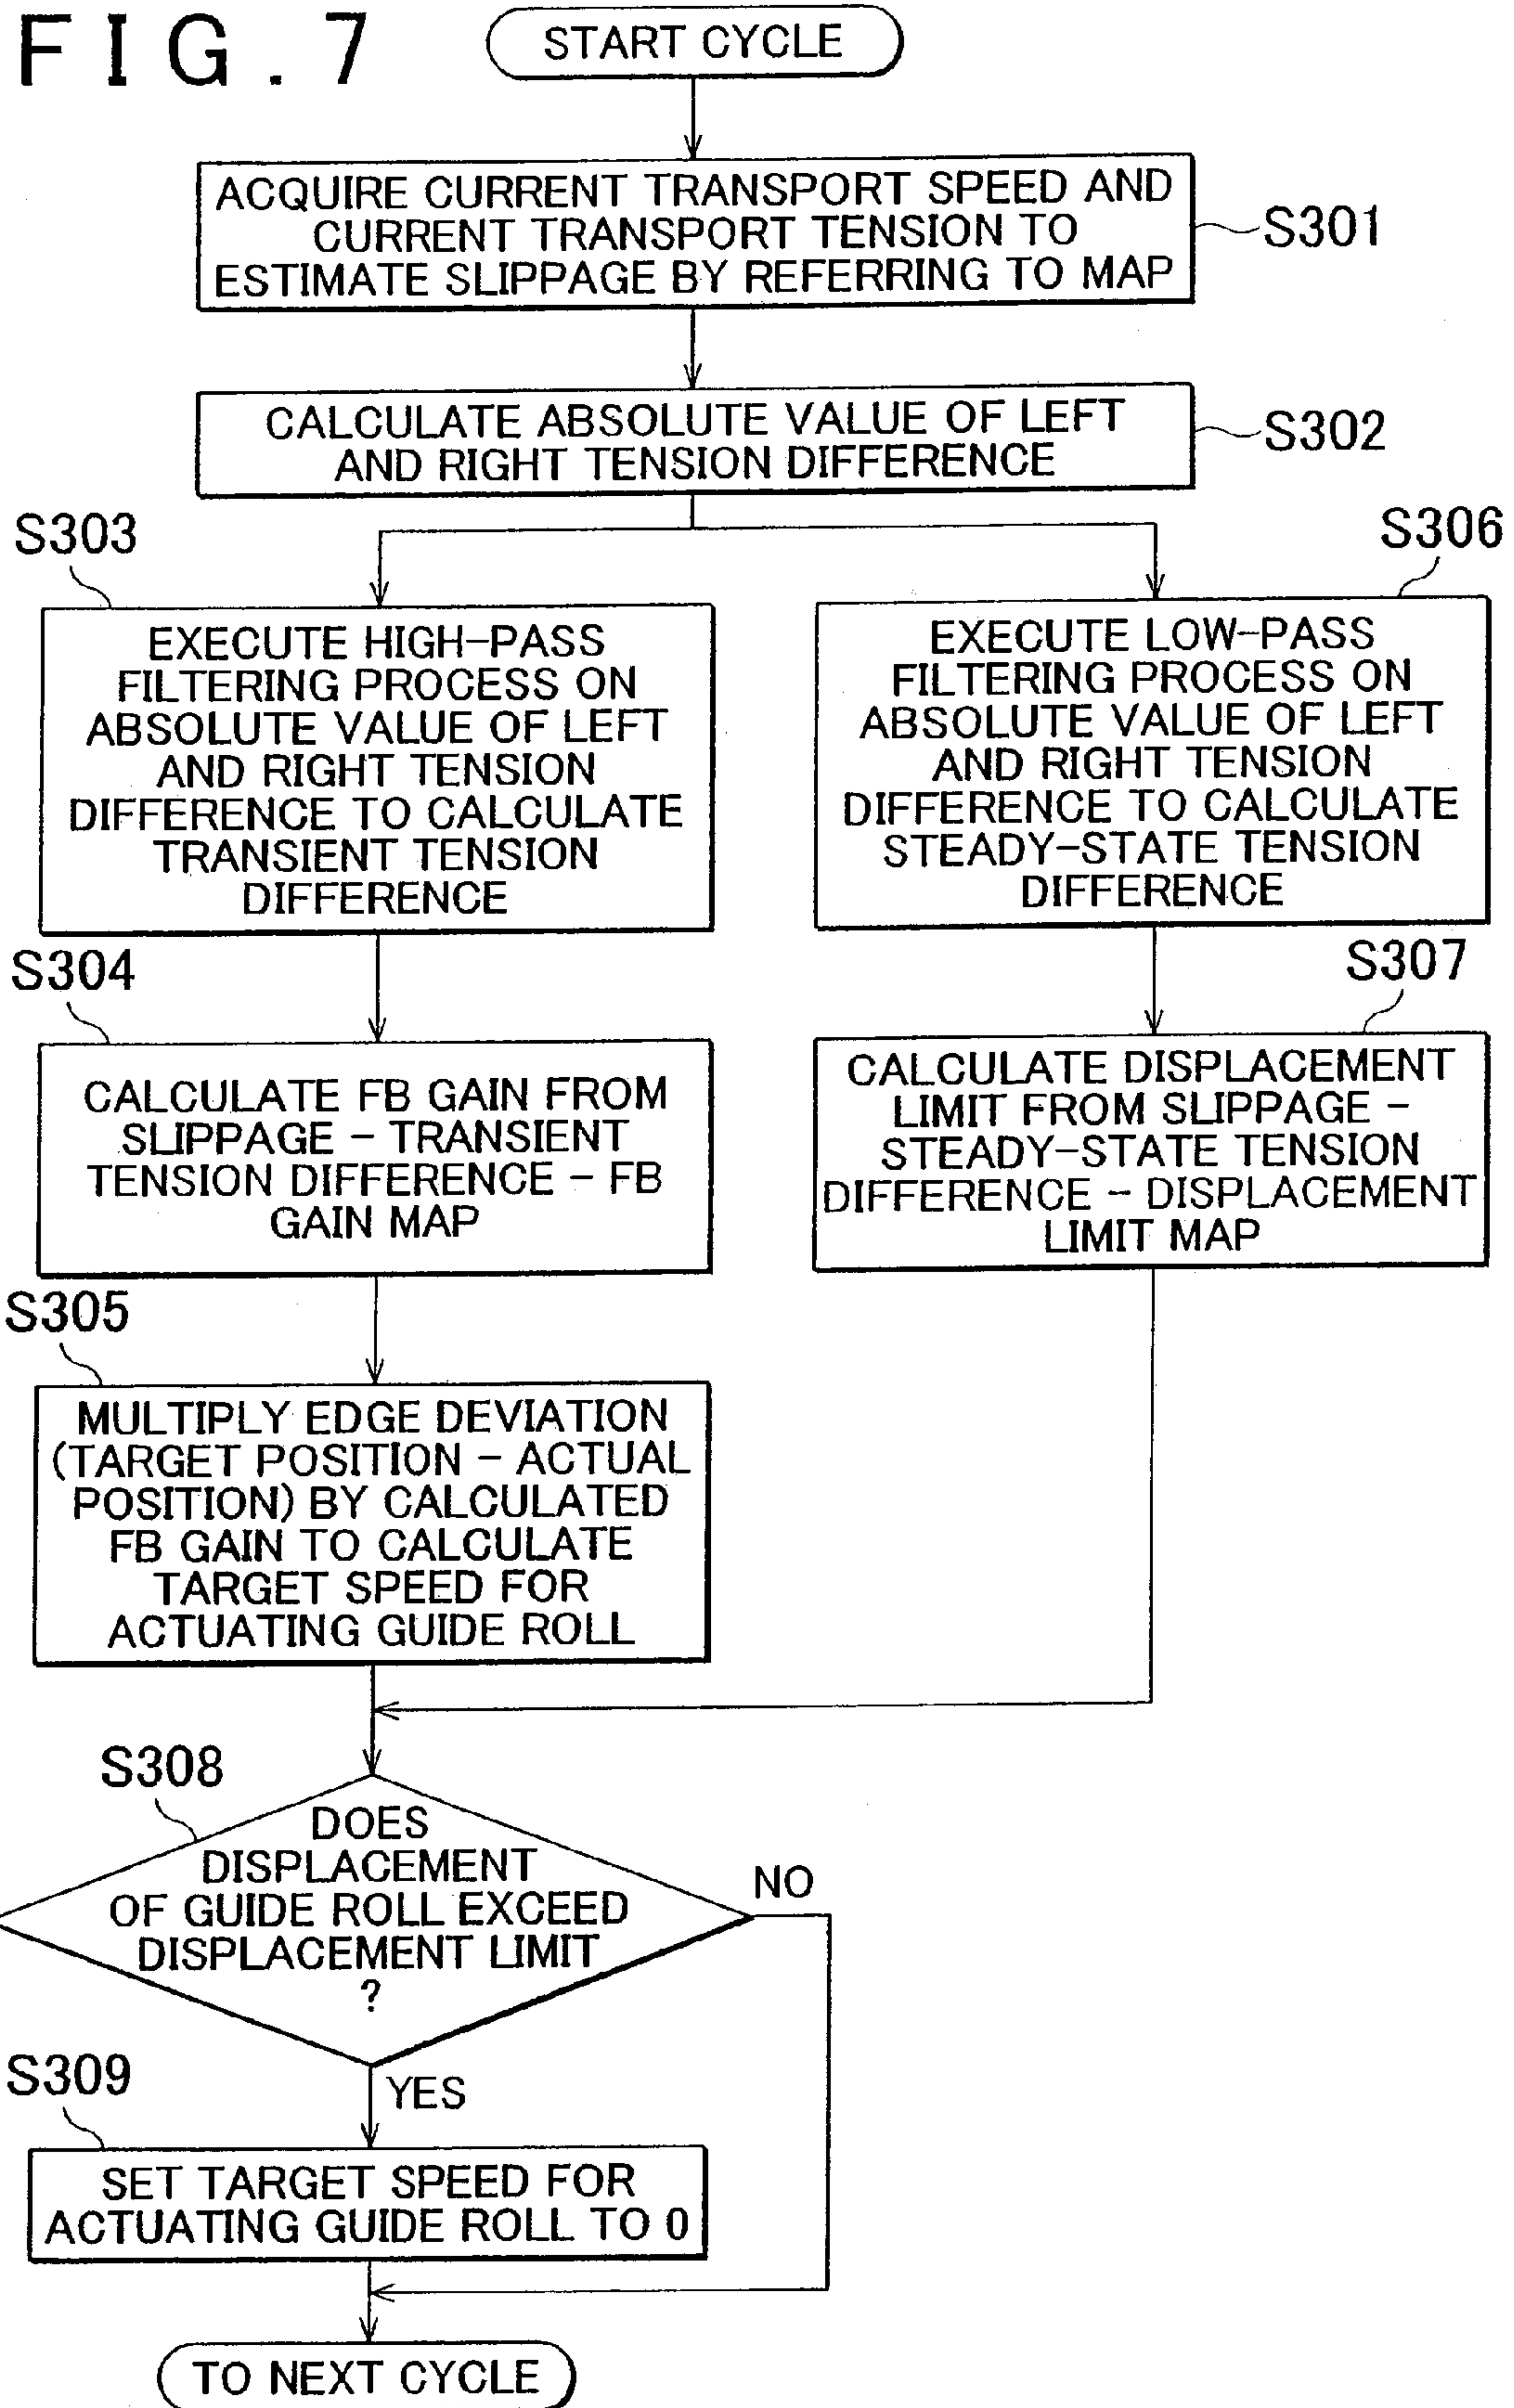 FIG. 7
START CYCLE
ACQUIRE CURRENT TRANSPORT SPEED AND
CURRENT TRANSPORT TENSION TO
ESTIMATE SLIPPAGE BY REFERRING TO MAP
S301
CALCULATE ABSOLUTE VALUE OF LEFT
AND RIGHT TENSION DIFFERENCE
S302
S303
EXECUTE HIGH-PASS
FILTERING PROCESS ON
ABSOLUTE VALUE OF LEFT
AND RIGHT TENSION
DIFFERENCE TO CALCULATE
TRANSIENT TENSION
DIFFERENCE
S306
EXECUTE LOW-PASS
FILTERING PROCESS ON
ABSOLUTE VALUE OF LEFT
AND RIGHT TENSION
DIFFERENCE TO CALCULATE
STEADY-STATE TENSION
DIFFERENCE
S304
CALCULATE FB GAIN FROM
SLIPPAGE - TRANSIENT
TENSION DIFFERENCE - FB
GAIN MAP
S307
CALCULATE DISPLACEMENT
LIMIT FROM SLIPPAGE -
STEADY-STATE TENSION
DIFFERENCE - DISPLACEMENT
LIMIT MAP
S305
MULTIPLY EDGE DEVIATION
(TARGET POSITION - ACTUAL
POSITION) BY CALCULATED
FB GAIN TO CALCULATE
TARGET SPEED FOR
ACTUATING GUIDE ROLL
S308
DOES
DISPLACEMENT
OF GUIDE ROLL EXCEED
DISPLACEMENT LIMIT
?
NO
YES
S309
SET TARGET SPEED FOR
ACTUATING GUIDE ROLL TO 0
TO NEXT CYCLE